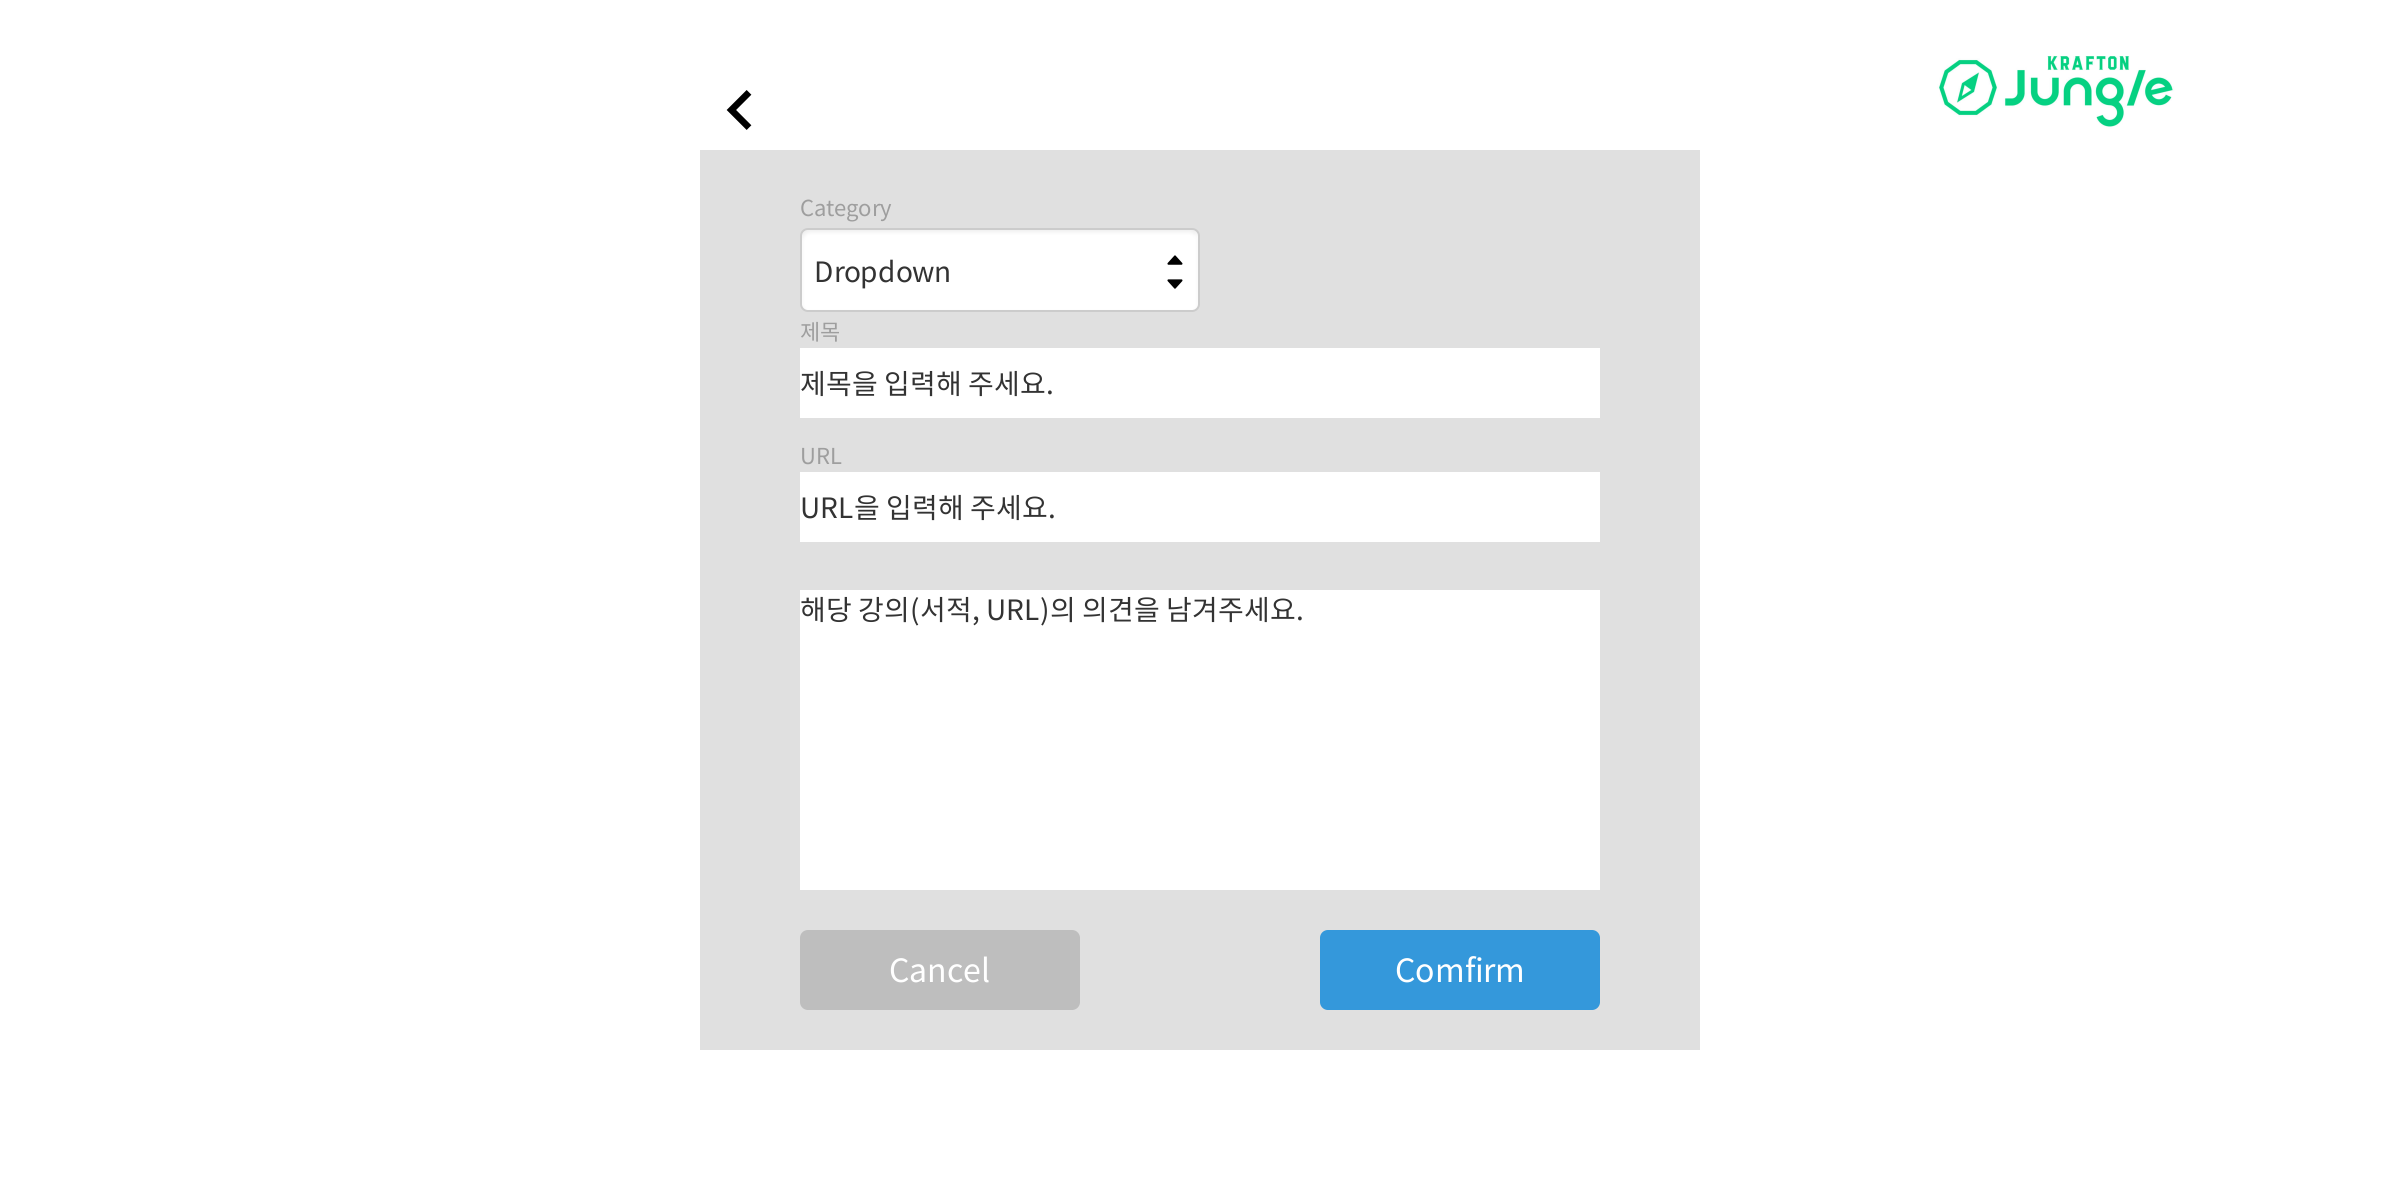 KRAFTON
Jungle
Category
Dropdown
제목
제목을 입력해 주세요.
URL
URL을 입력해 주세요.
해당 강의(서적, URL)의 의견을 남겨주세요.
Cancel
Comfirm